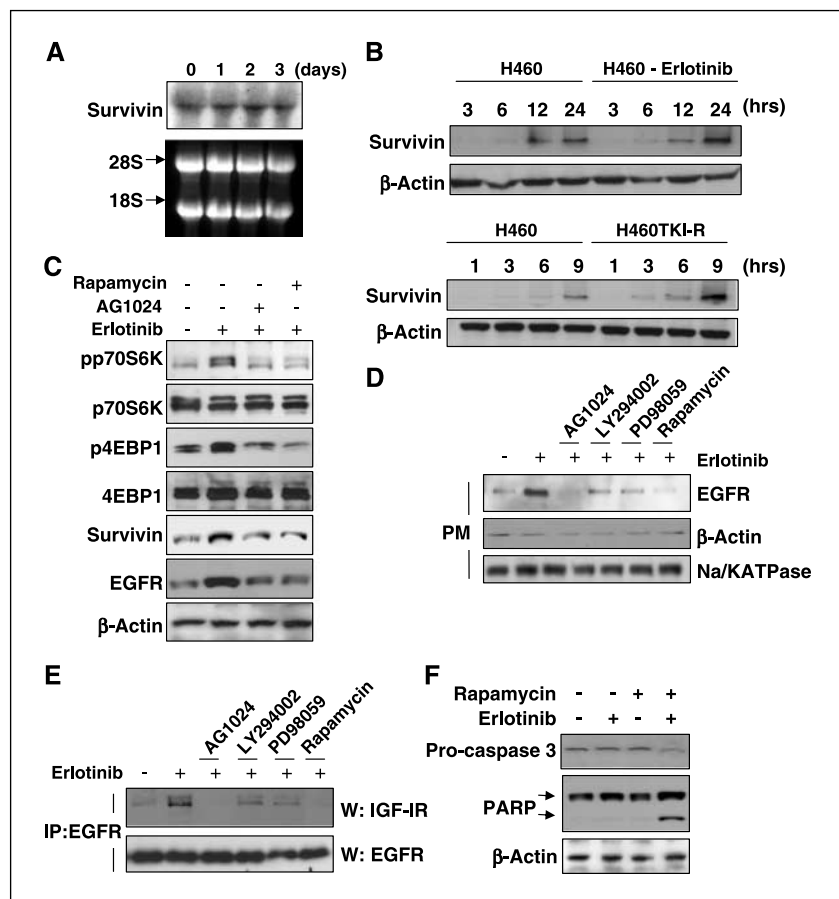 A
0 1 2 3 (days)
Survivin
28S
18S
B
H460 H460 - Erlotinib
3 6 12 24 3 6 12 24 (hrs)
Survivin
β-Actin
H460 H460TKI-R
1 3 6 9 1 3 6 9 (hrs)
Survivin
β-Actin
C
Rapamycin - - - +
AG1024 - - + -
Erlotinib - + + +
pp70S6K
p70S6K
p4EBP1
4EBP1
Survivin
EGFR
β-Actin
D
AG1024 LY294002 PD98059 Rapamycin
- + + + + + Erlotinib
PM
EGFR
β-Actin
Na/KATPase
E
AG1024 LY294002 PD98059 Rapamycin
Erlotinib - + + + + +
IP:EGFR
W: IGF-IR
W: EGFR
F
Rapamycin - - + +
Erlotinib - + - +
Pro-caspase 3
PARP
β-Actin